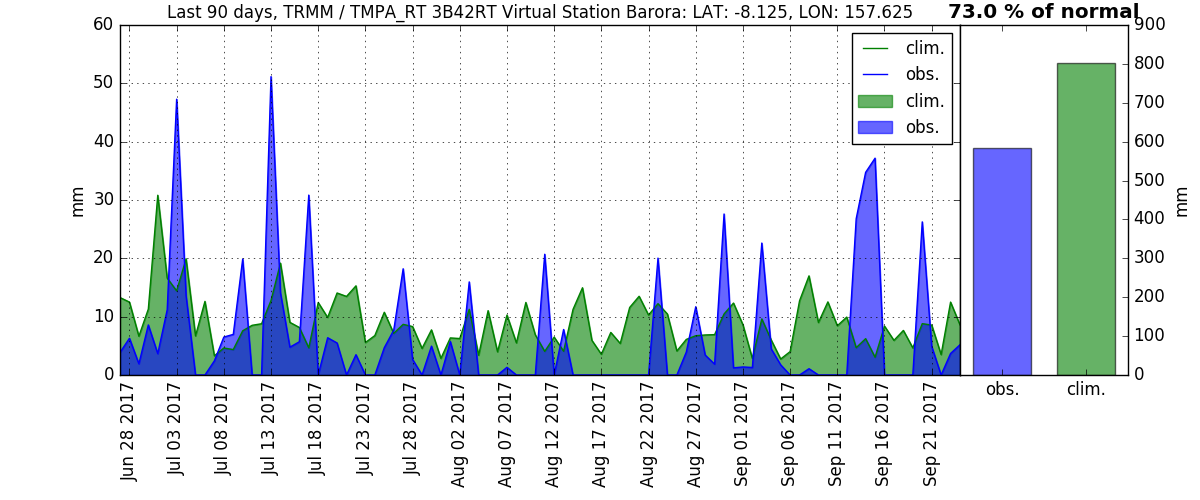 Last 90 days, TRMM / TMPA_RT 3B42RT Virtual Station Barora: LAT: -8.125, LON: 157.625
73.0 % of normal
60
50
40
30
20
10
0
mm
clim.
obs.
clim.
obs.
900
800
700
600
500
400
300
200
100
0
mm
obs.
clim.
Jun 28 2017
Jul 03 2017
Jul 08 2017
Jul 13 2017
Jul 18 2017
Jul 23 2017
Jul 28 2017
Aug 02 2017
Aug 07 2017
Aug 12 2017
Aug 17 2017
Aug 22 2017
Aug 27 2017
Sep 01 2017
Sep 06 2017
Sep 11 2017
Sep 16 2017
Sep 21 2017